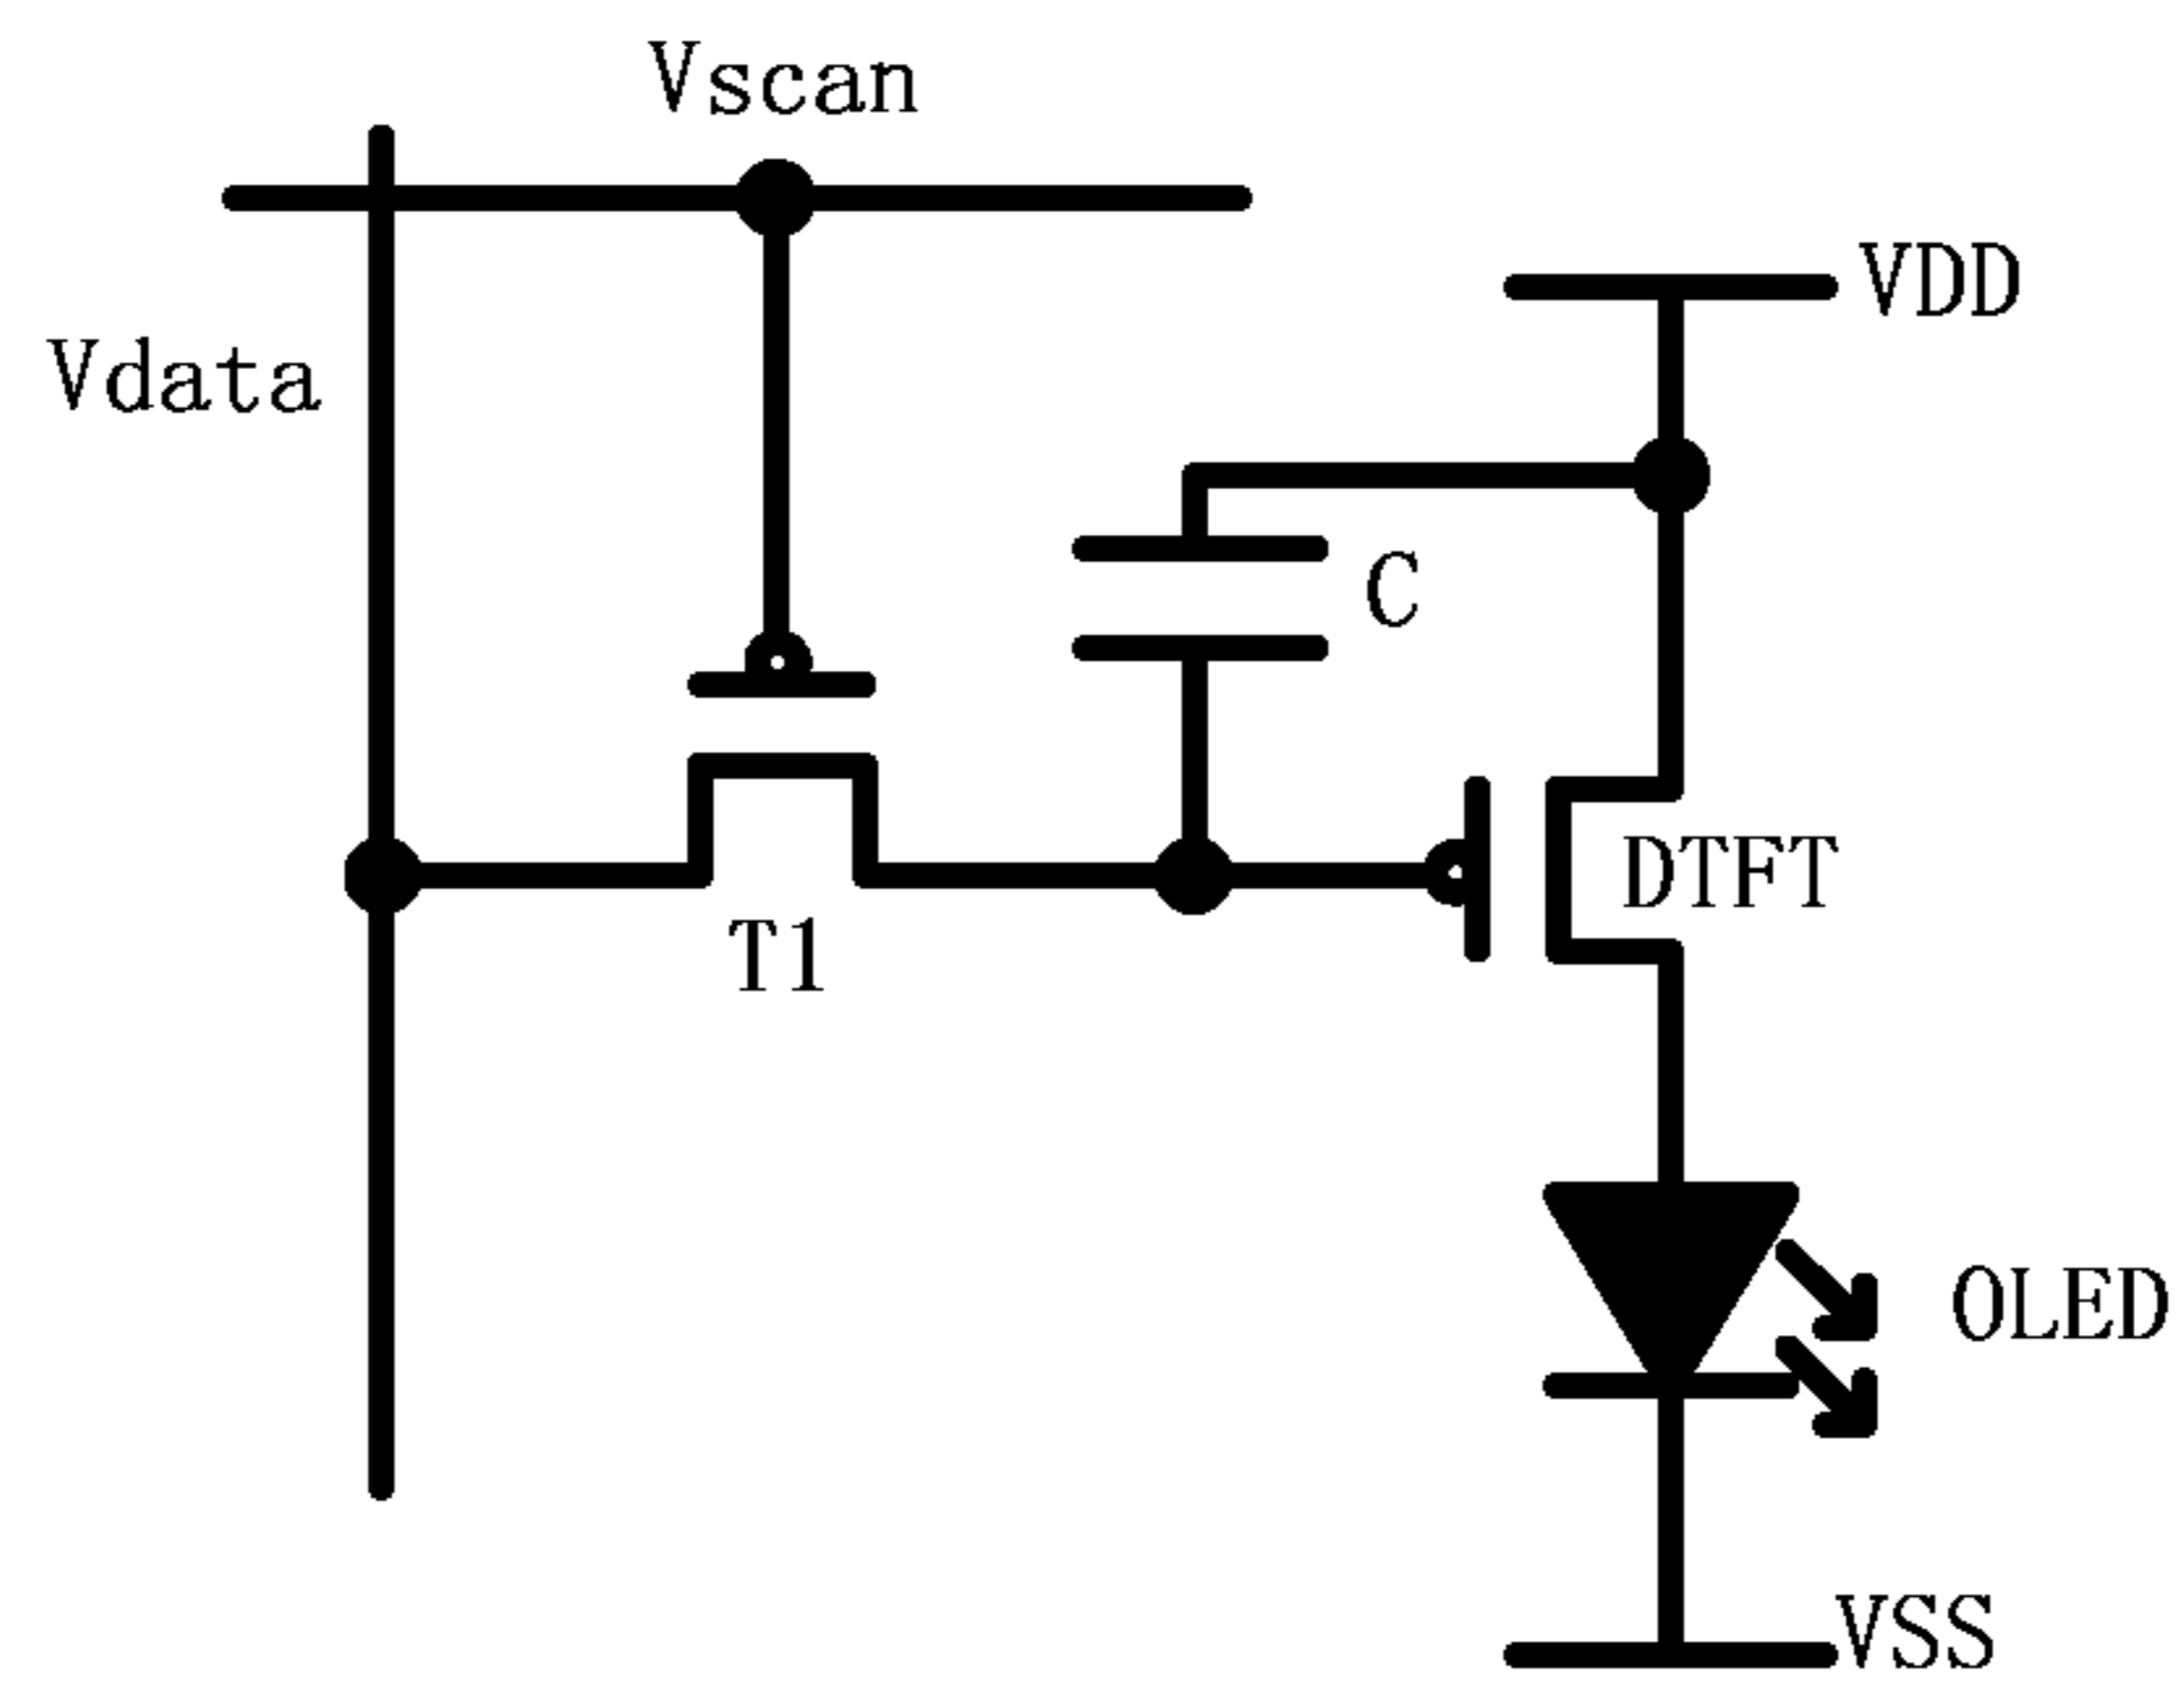 Vscan
VDD
Vdata
C
DTFT
T1
OLED
VSS